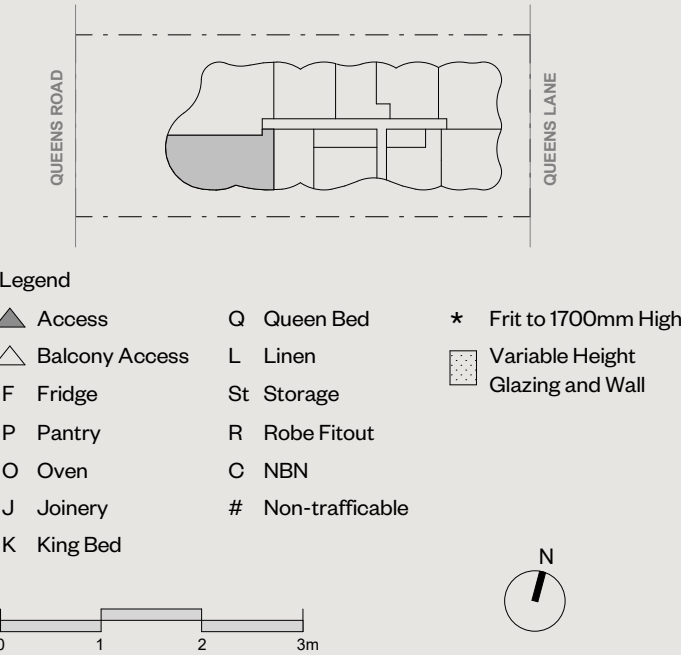 QUEENS ROAD
QUEENS LANE
Legend
Access
Balcony Access
F Fridge
P Pantry
O Oven
J Joinery
K King Bed
Q Queen Bed
L Linen
St Storage
R Robe Fitout
C NBN
# Non-trafficable
* Frit to 1700mm High
Variable Height
Glazing and Wall
N
0 1 2 3m